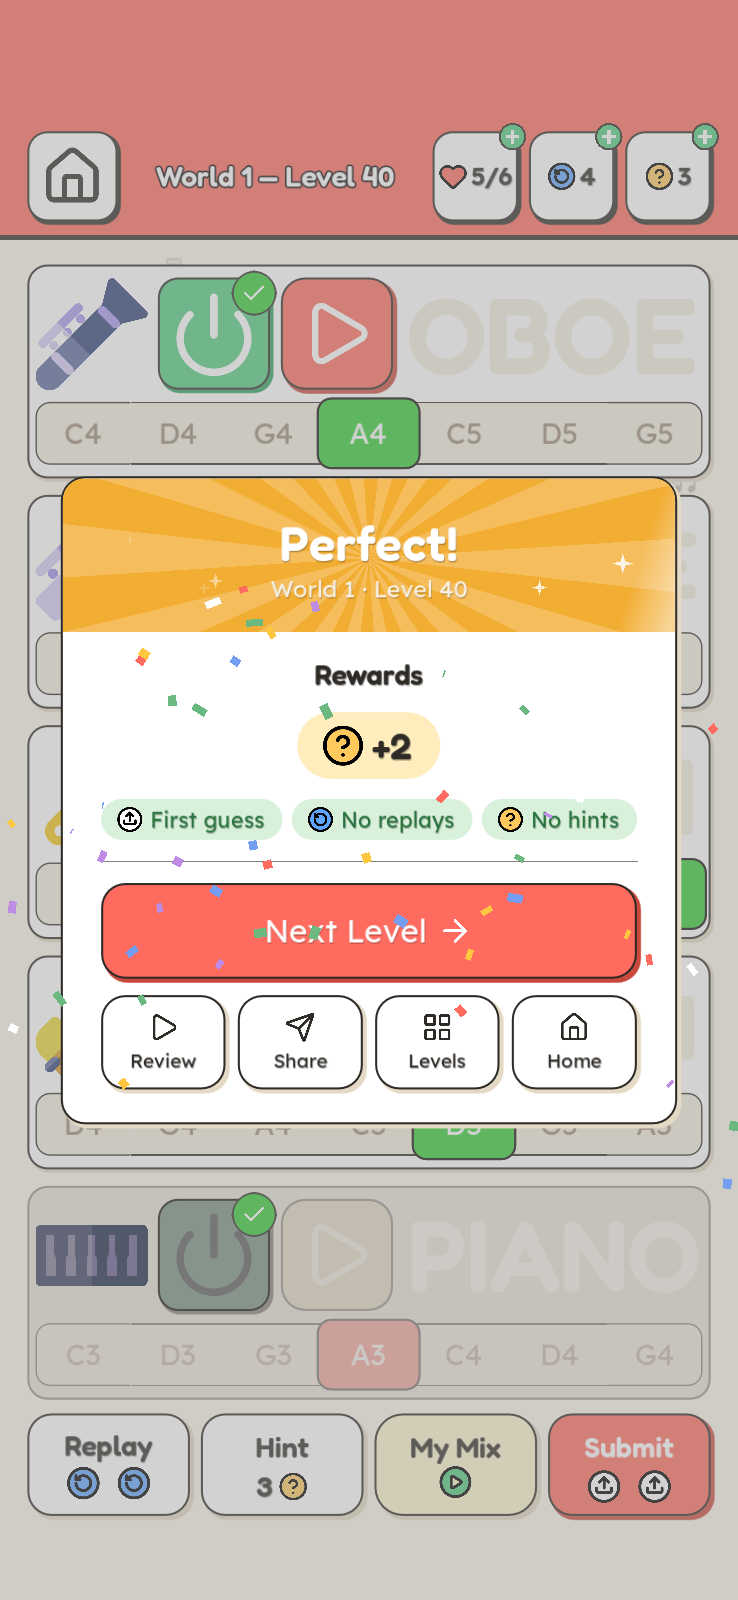 World 1 – Level 40
5/6
4
3
OBOE
C4 D4 G4 A4 C5 D5 G5
Perfect!
World 1 · Level 40
Rewards
+2
First guess
No replays
No hints
Next Level
Review
Share
Levels
Home
PIANO
C3 D3 G3 A3 C4 D4 G4
Replay
Hint
3
My Mix
Submit